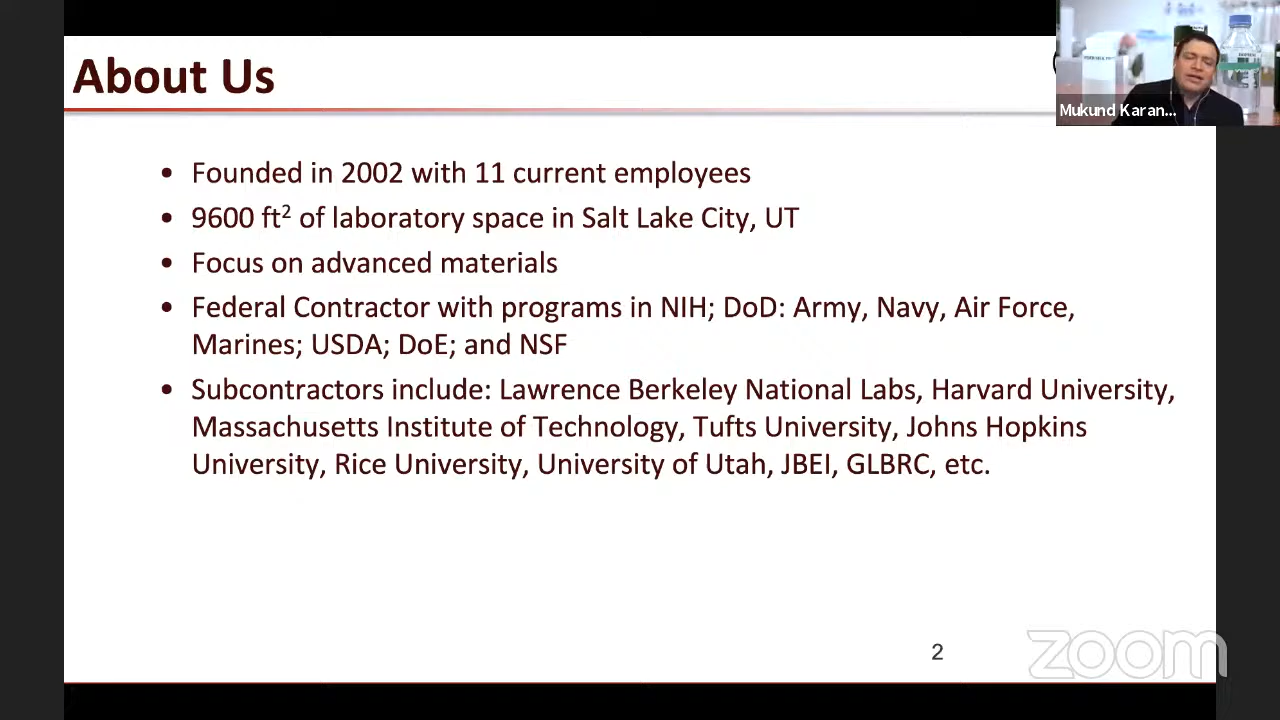 About Us
Mukund Karan...
• Founded in 2002 with 11 current employees
• 9600 ft² of laboratory space in Salt Lake City, UT
• Focus on advanced materials
• Federal Contractor with programs in NIH; DoD: Army, Navy, Air Force,
Marines; USDA; DoE; and NSF
• Subcontractors include: Lawrence Berkeley National Labs, Harvard University,
Massachusetts Institute of Technology, Tufts University, Johns Hopkins
University, Rice University, University of Utah, JBEI, GLBRC, etc.
2
zoom